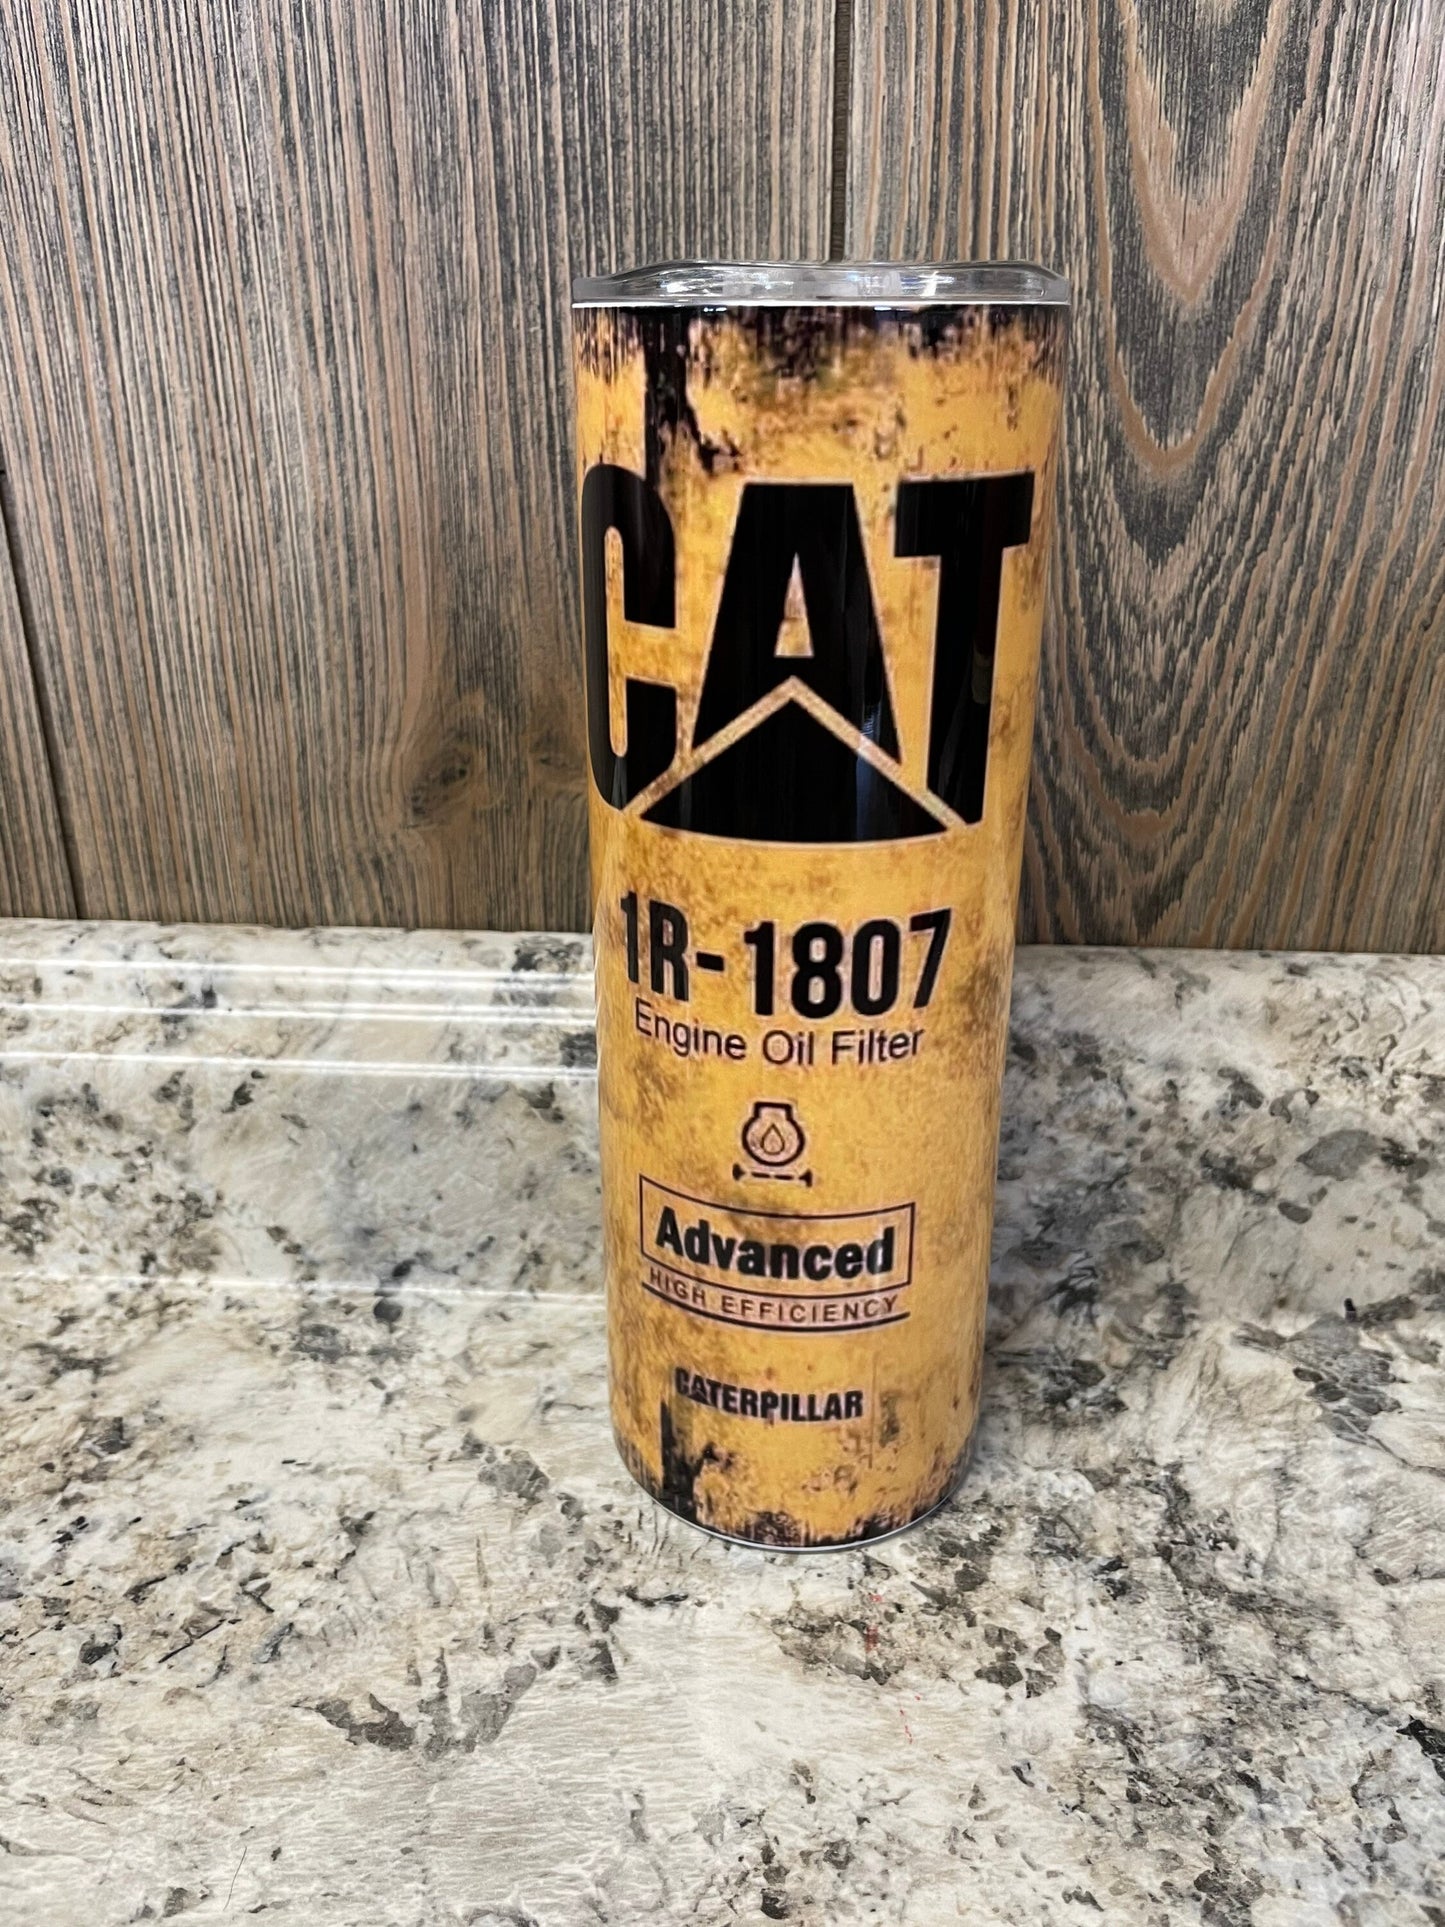 CAT
1R-1807
Engine Oil Filter
Advanced
HIGH EFFICIENCY
CATERPILLAR